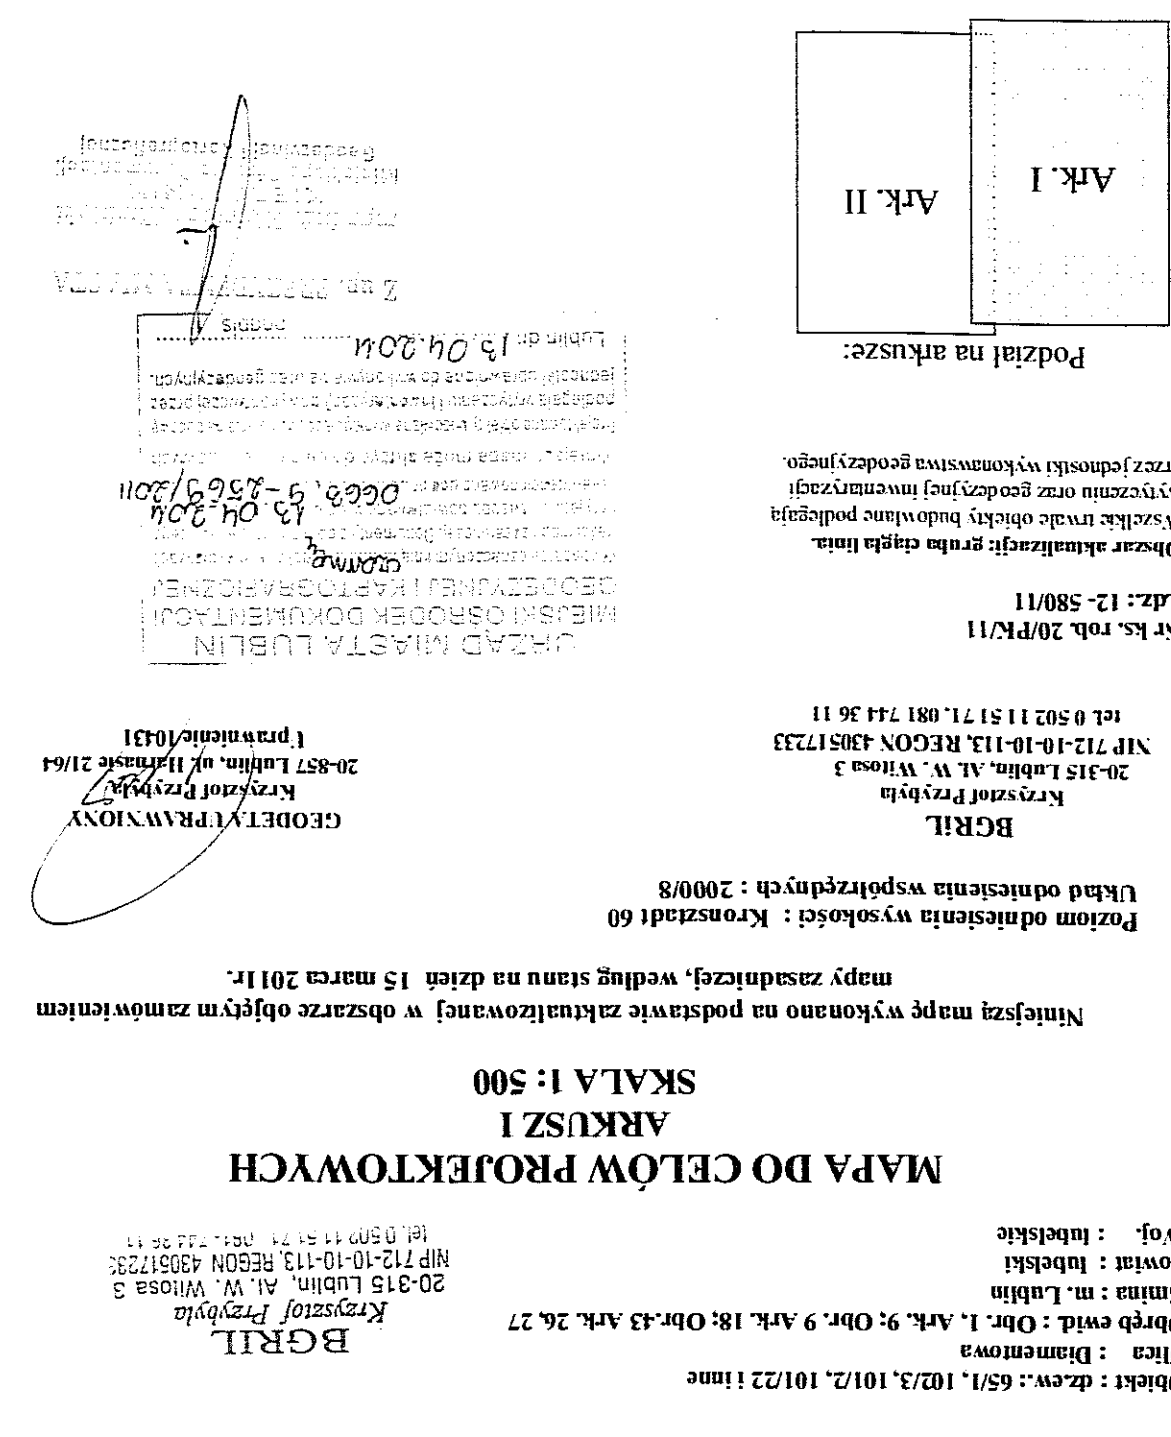 Obiekt : dz.ew.: 65/1, 102/3, 101/2, 101/22 i inne
Ulica : Diamentowa
Obręb ewid. : Obr. 1, Ark. 9; Obr. 9 Ark. 18; Obr.43 Ark. 26, 27
Gmina : m. Lublin
Powiat : lubelski
Woj. : lubelskie
BGRIL
Krzysztof Przybyła
20-315 Lublin, Al. W. Witosa 3
NIP 712-10-10-113, REGON 430517233
tel. 0 502 11 51 71 081- 744 36 11
MAPA DO CELÓW PROJEKTOWYCH
ARKUSZ I
SKALA 1: 500
Niniejszą mapę wykonano na podstawie zaktualizowanej w obszarze objętym zamówieniem
mapy zasadniczej, według stanu na dzień 15 marca 2011r.
Poziom odniesienia wysokości : Kronsztadt 60
Układ odniesienia współrzędnych : 2000/8
BGRiL
Krzysztof Przybyła
20-315 Lublin, Al. W. Witosa 3
NIP 712-10-10-113, REGON 430517233
tel. 0 502 11 51 71, 081 744 36 11
GEODETA UPRAWNIONY
Krzysztof Przybyła
20-857 Lublin, ul. Harnasie 21/64
Uprawnienie 10431
Nr ks. rob. 20/PK/11
L.dz.: 12- 580/11
Obszar aktualizacji: gruba ciągła linia.
Wszelkie trwałe obiekty budowlane podlegają
wytyczeniu oraz geodezyjnej inwentaryzacji
przez jednostki wykonawstwa geodezyjnego.
URZĄD MIASTA LUBLIN
MIEJSKI OŚRODEK DOKUMENTACJI
GEODEZYJNEJ I KARTOGRAFICZNEJ
czarną
13.04.2011
0663. 9-2569/2011
podlegają wytyczeniu
Lublin dn 13.04.2011
podpis
Z up. PREZYDENTA MIASTA
Geodezyjnej i Kartograficznej
Podział na arkusze:
Ark. I
Ark. II